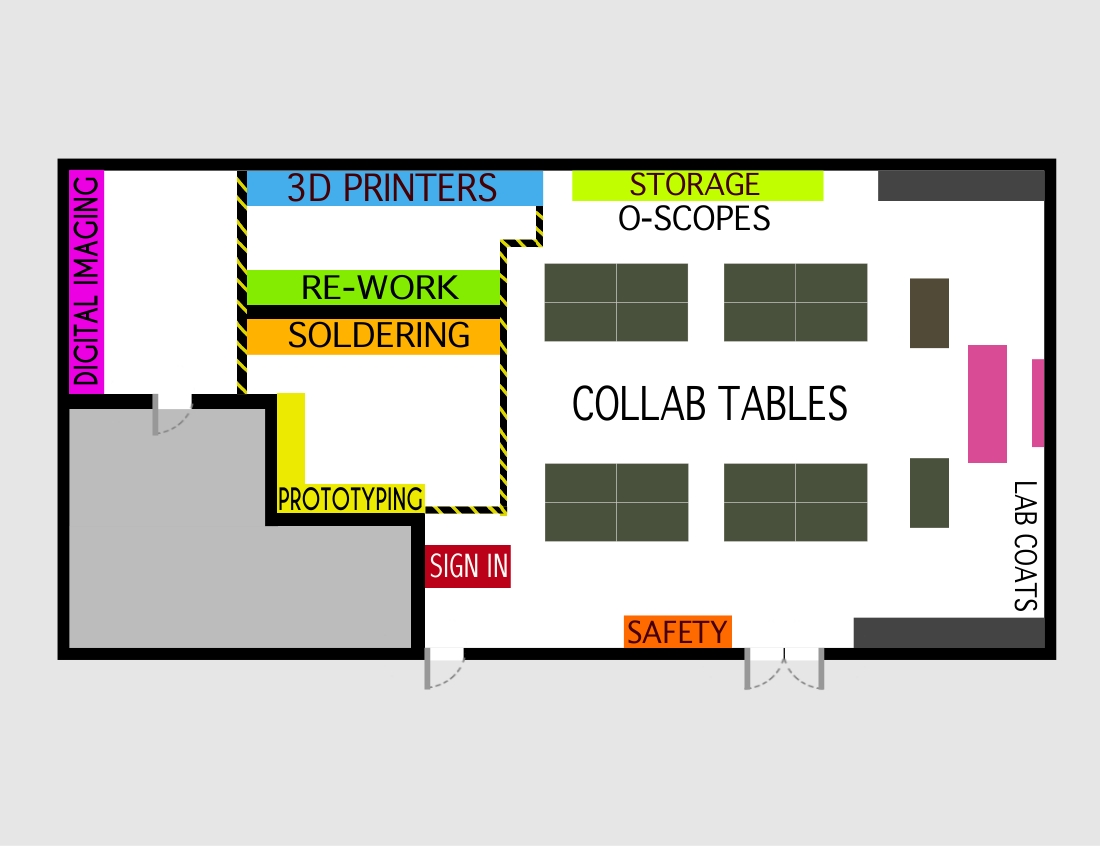 DIGITAL IMAGING
3D PRINTERS
STORAGE
O-SCOPES
RE-WORK
SOLDERING
COLLAB TABLES
PROTOTYPING
LAB COATS
SIGN IN
SAFETY